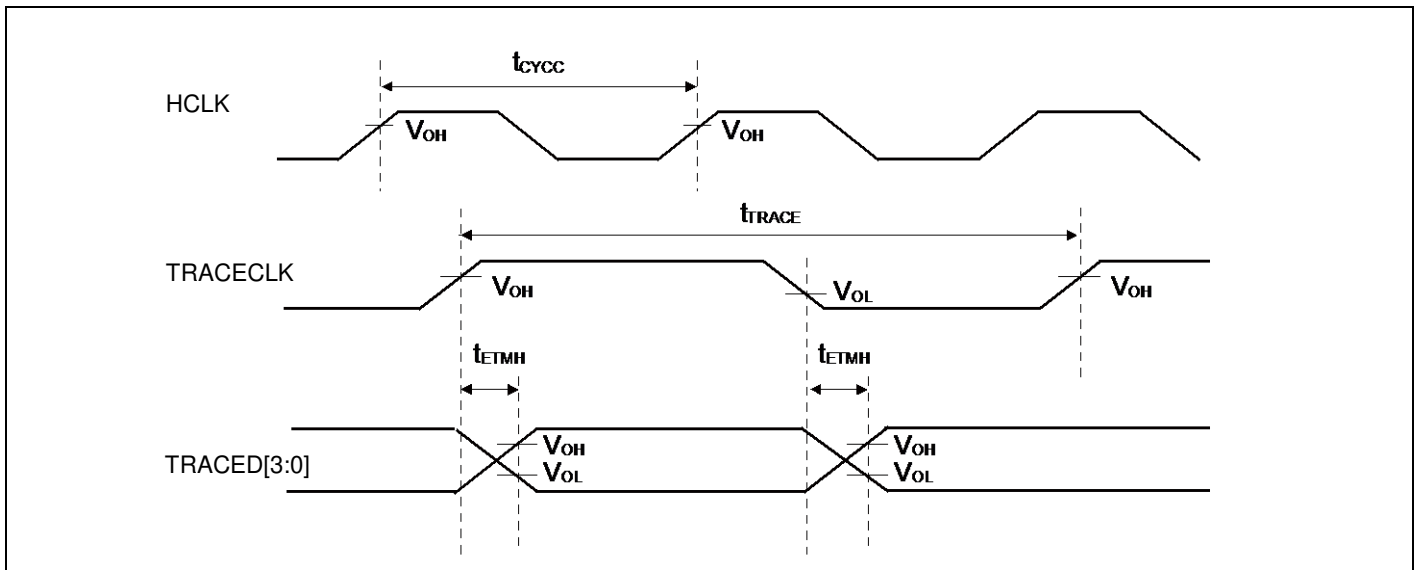 tCYCC
HCLK
VOH VOH
tTRACE
TRACECLK
VOH VOL VOH
tETMH tETMH
TRACED[3:0]
VOH VOH
VOL VOL